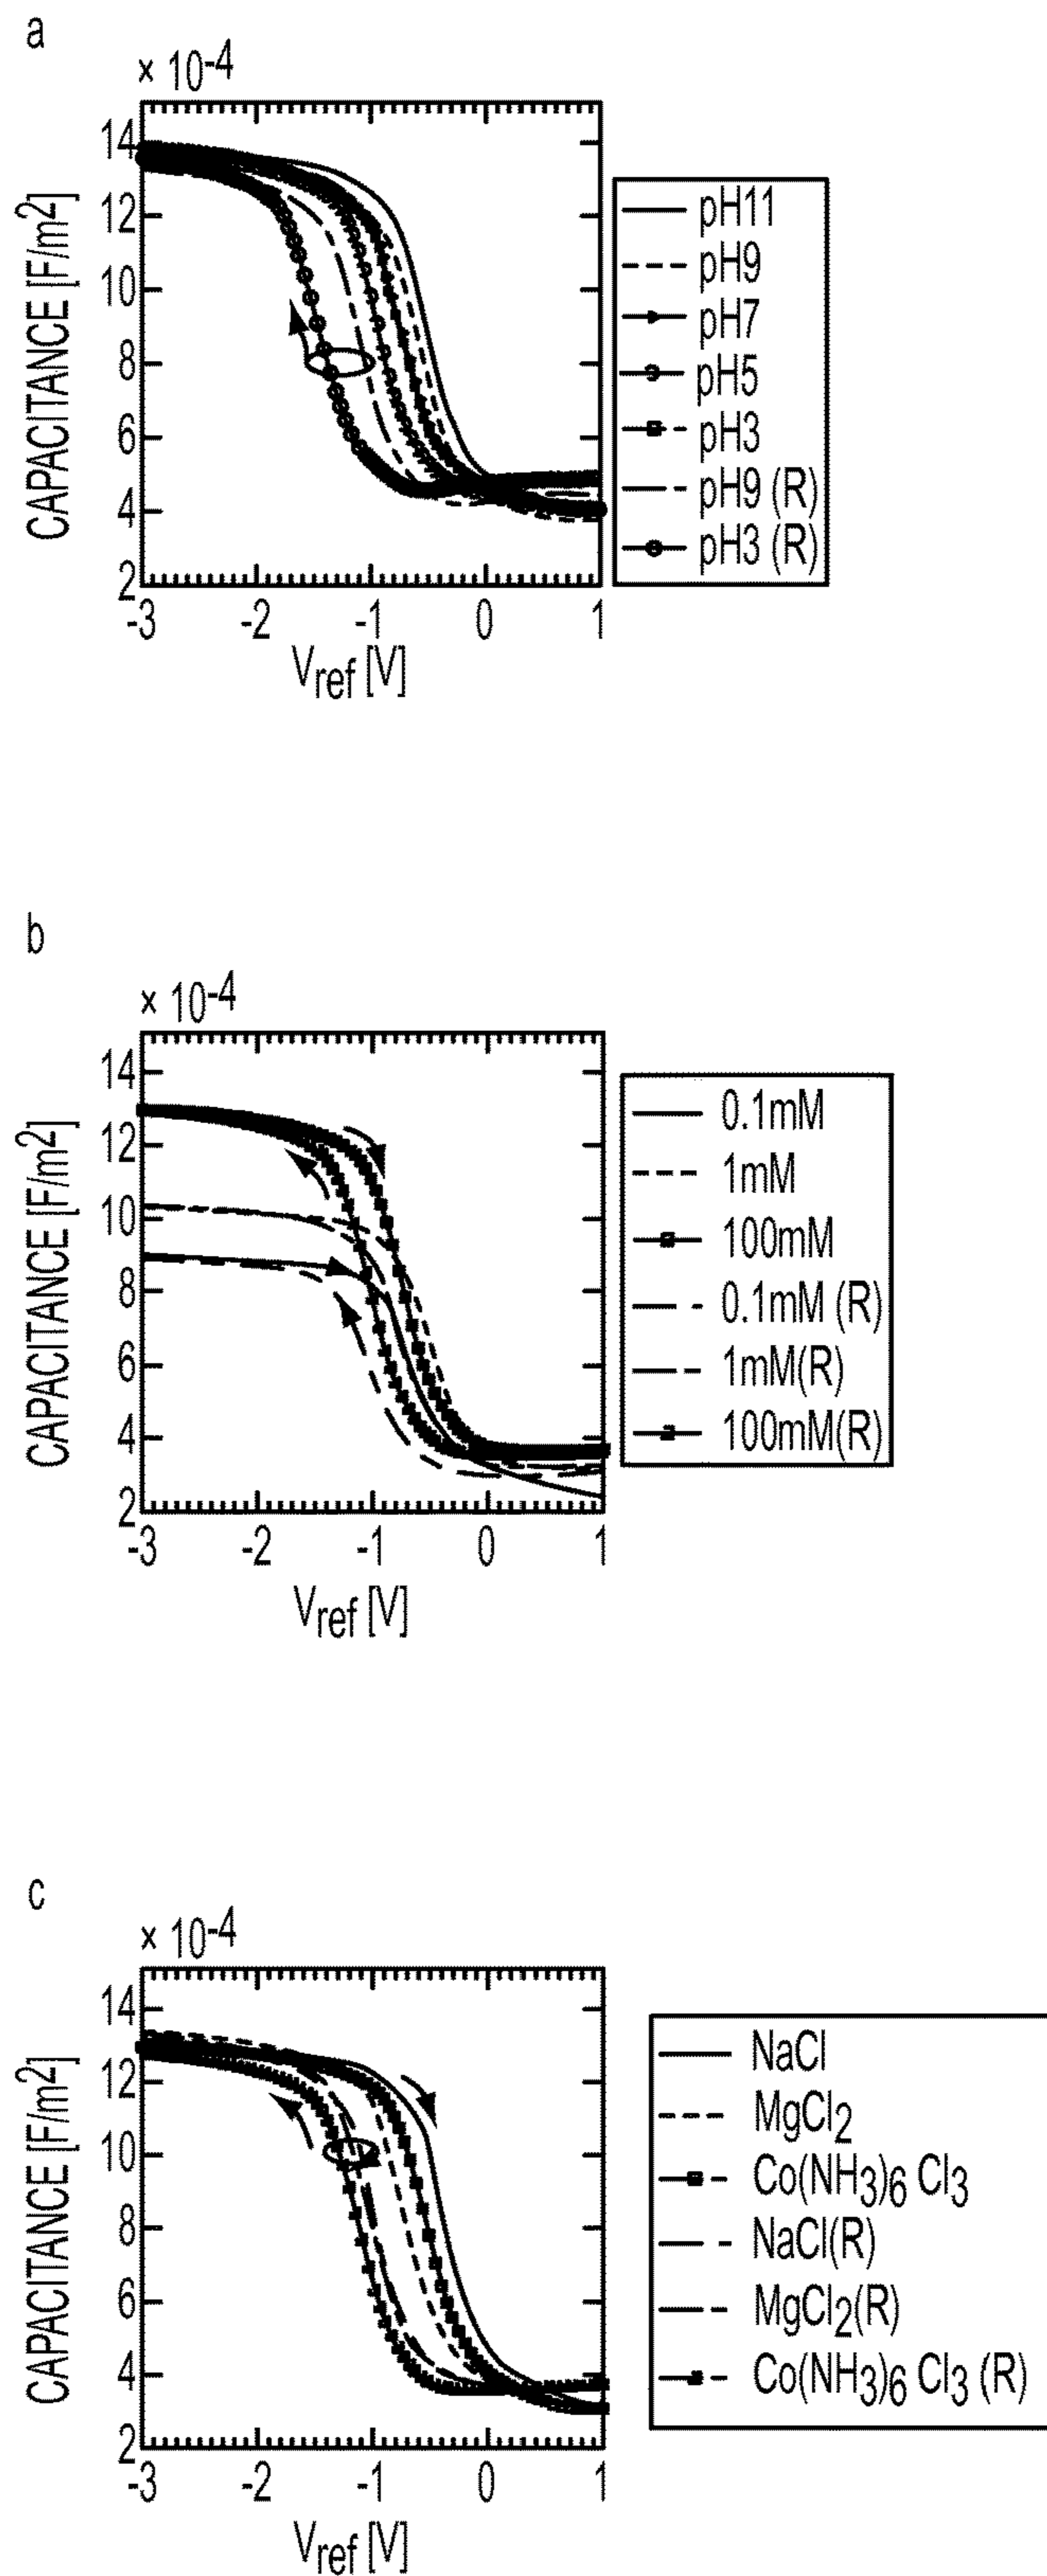 a
× 10-4
CAPACITANCE [F/m2]
14
12
10
8
6
4
2
-3 -2 -1 0 1
Vref [V]
pH11
pH9
pH7
pH5
pH3
pH9 (R)
pH3 (R)
b
× 10-4
CAPACITANCE [F/m2]
14
12
10
8
6
4
2
-3 -2 -1 0 1
Vref [V]
0.1mM
1mM
100mM
0.1mM (R)
1mM(R)
100mM(R)
c
× 10-4
CAPACITANCE [F/m2]
14
12
10
8
6
4
2
-3 -2 -1 0 1
Vref [V]
NaCl
MgCl2
Co(NH3)6 Cl3
NaCl(R)
MgCl2(R)
Co(NH3)6 Cl3 (R)